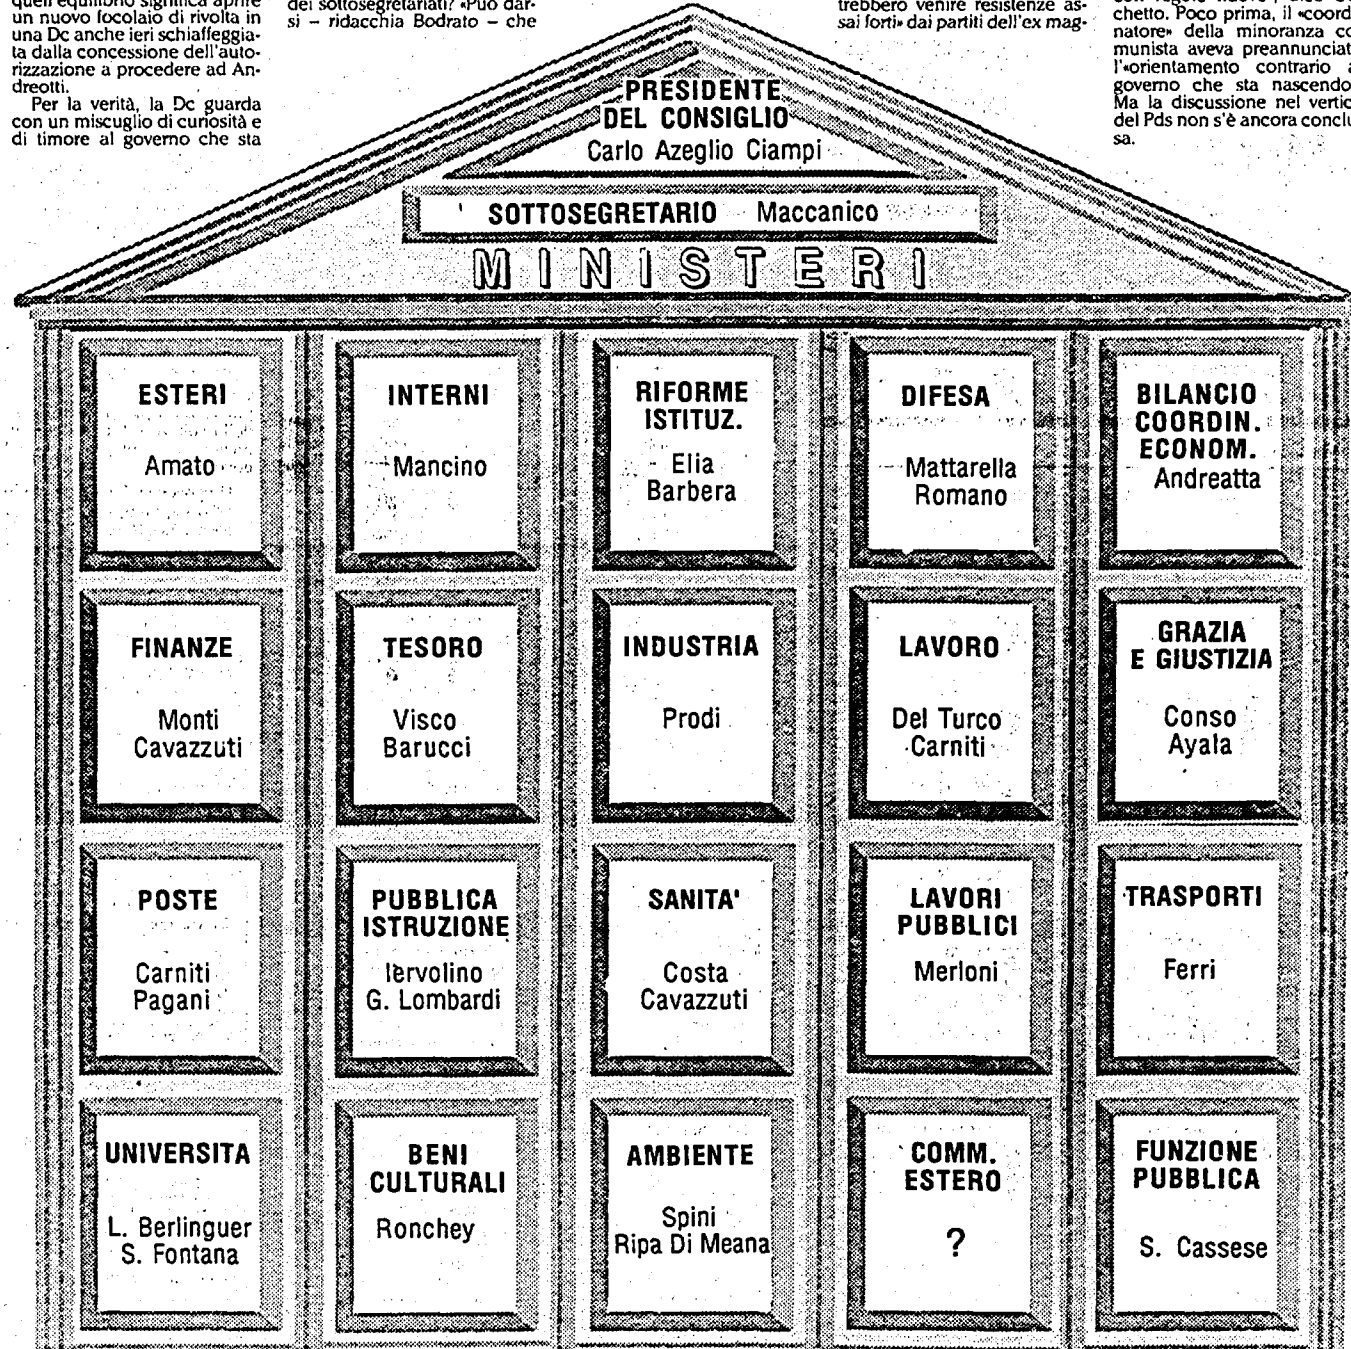 quell'equilibrio significa aprire
un nuovo focolaio di rivolta in
una Dc anche ieri schiaffeggia-
ta dalla concessione dell'auto-
rizzazione a procedere ad An-
dreotti.
Per la verità, la Dc guarda
con un miscuglio di curiosità e
di timore al governo che sta
dei sottosegretariati? «Può dar-
si – ridacchia Bodrato – che
trebbero venire resistenze as-
sai forti» dai partiti dell'ex mag-
chetto. Poco prima, il «coord
natore» della minoranza co
munista aveva preannunciat
l'«orientamento contrario a
governo che sta nascendo
Ma la discussione nel vertic
del Pds non s'è ancora conclu
sa.
PRESIDENTE
DEL CONSIGLIO
Carlo Azeglio Ciampi
SOTTOSEGRETARIO Maccanico
MINISTERI
ESTERI
Amato
INTERNI
Mancino
RIFORME
ISTITUZ.
Elia
Barbera
DIFESA
Mattarella
Romano
BILANCIO
COORDIN.
ECONOM.
Andreatta
FINANZE
Monti
Cavazzuti
TESORO
Visco
Barucci
INDUSTRIA
Prodi
LAVORO
Del Turco
Carniti
GRAZIA
E GIUSTIZIA
Conso
Ayala
POSTE
Carniti
Pagani
PUBBLICA
ISTRUZIONE
Iervolino
G. Lombardi
SANITA'
Costa
Cavazzuti
LAVORI
PUBBLICI
Merloni
TRASPORTI
Ferri
UNIVERSITA
L. Berlinguer
S. Fontana
BENI
CULTURALI
Ronchey
AMBIENTE
Spini
Ripa Di Meana
COMM.
ESTERO
?
FUNZIONE
PUBBLICA
S. Cassese